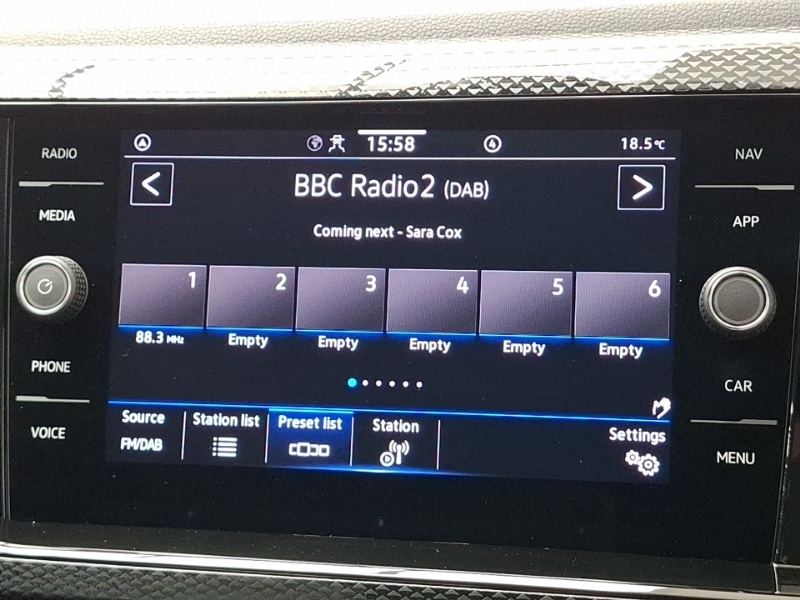 RADIO
MEDIA
PHONE
VOICE
15:58
4
18.5°C
BBC Radio2 (DAB)
Coming next - Sara Cox
1 2 3 4 5 6
88.3 MHz Empty Empty Empty Empty Empty
Source Station list Preset list Station Settings
FM/DAB
NAV
APP
CAR
MENU